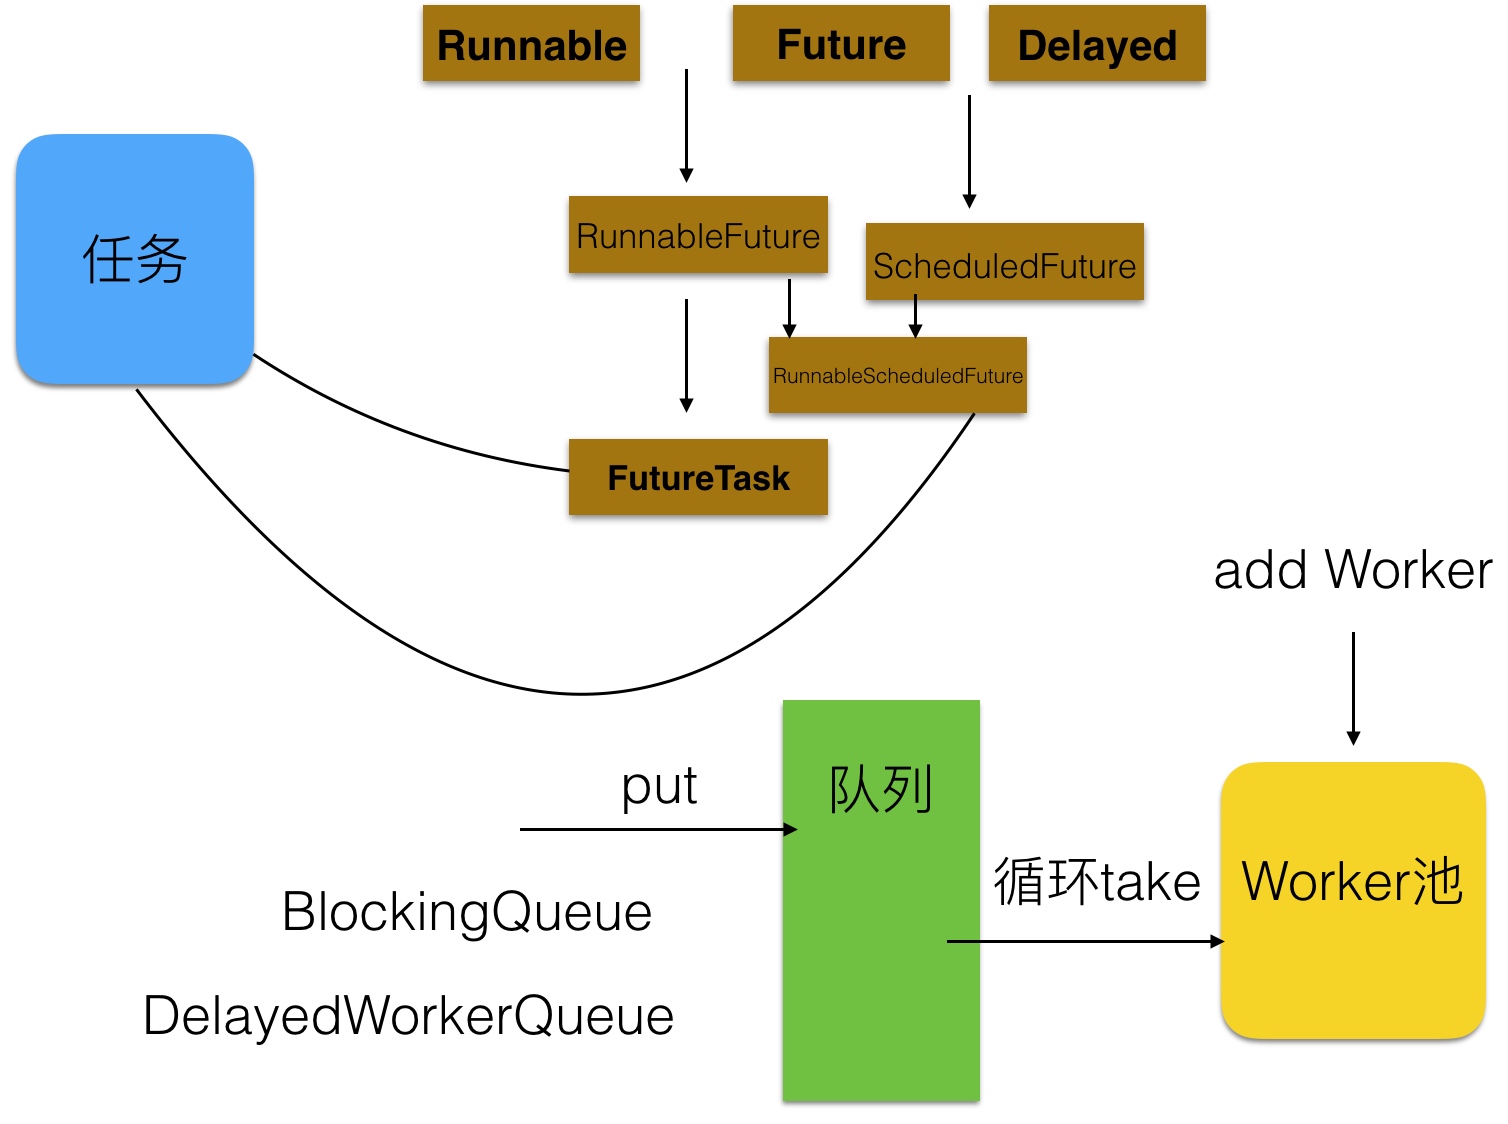 Runnable
Future
Delayed
任务
RunnableFuture
ScheduledFuture
RunnableScheduledFuture
FutureTask
add Worker
put
队列
循环take
Worker池
BlockingQueue
DelayedWorkerQueue